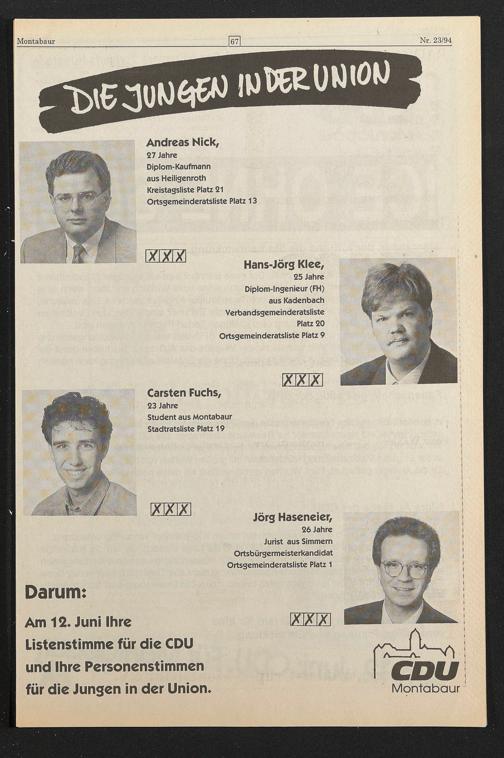 Montabaur 67 Nr. 23/94
DIE JUNGEN IN DER UNION
Andreas Nick,
27 Jahre
Diplom-Kaufmann
aus Heiligenroth
Kreistagsliste Platz 21
Ortsgemeinderatsliste Platz 13
X X X
Hans-Jörg Klee,
25 Jahre
Diplom-Ingenieur (FH)
aus Kadenbach
Verbandsgemeinderatsliste
Platz 20
Ortsgemeinderatsliste Platz 9
X X X
Carsten Fuchs,
23 Jahre
Student aus Montabaur
Stadtratsliste Platz 19
X X X
Jörg Haseneier,
26 Jahre
Jurist aus Simmern
Ortsbürgermeisterkandidat
Ortsgemeinderatsliste Platz 1
X X X
Darum:
Am 12. Juni Ihre
Listenstimme für die CDU
und Ihre Personenstimmen
für die Jungen in der Union.
CDU
Montabaur